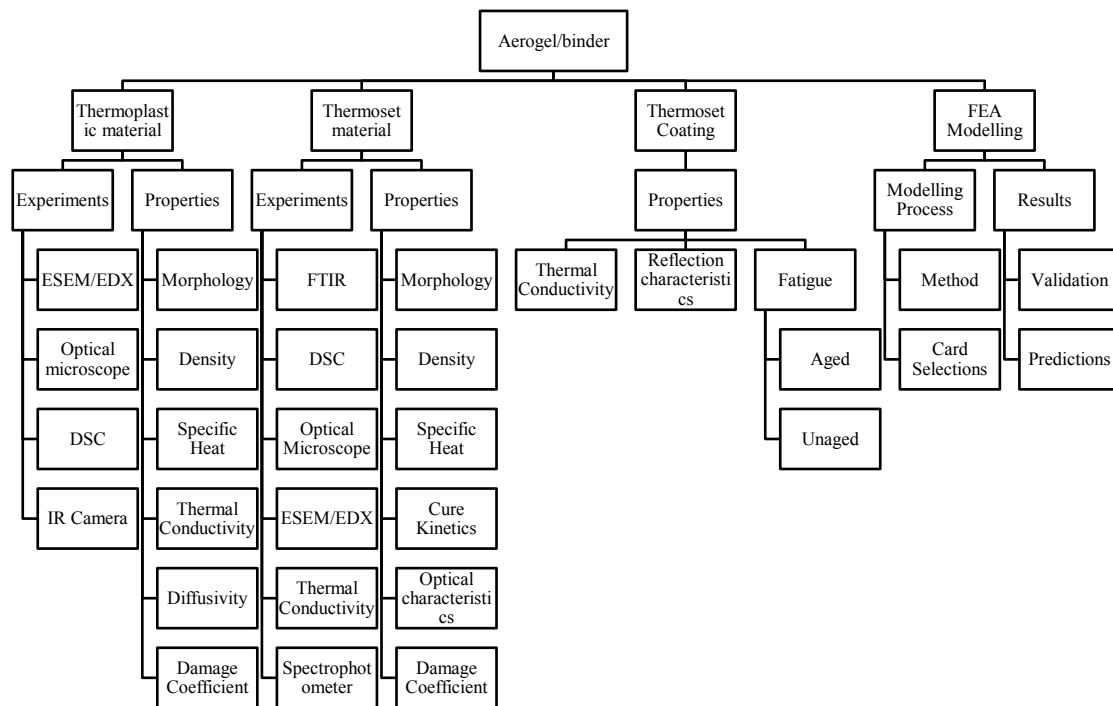 Aerogel/binder
Thermoplast
ic material
Thermoset
material
Thermoset
Coating
FEA
Modelling
Experiments
Properties
Experiments
Properties
Properties
Modelling
Process
Results
ESEM/EDX
Morphology
FTIR
Morphology
Thermal
Conductivity
Reflection
characteristi
cs
Fatigue
Method
Validation
Optical
microscope
Density
DSC
Density
Aged
Card
Selections
Predictions
DSC
Specific
Heat
Optical
Microscope
Specific
Heat
Unaged
IR Camera
Thermal
Conductivity
ESEM/EDX
Cure
Kinetics
Diffusivity
Thermal
Conductivity
Optical
characteristi
cs
Damage
Coefficient
Spectrophot
ometer
Damage
Coefficient